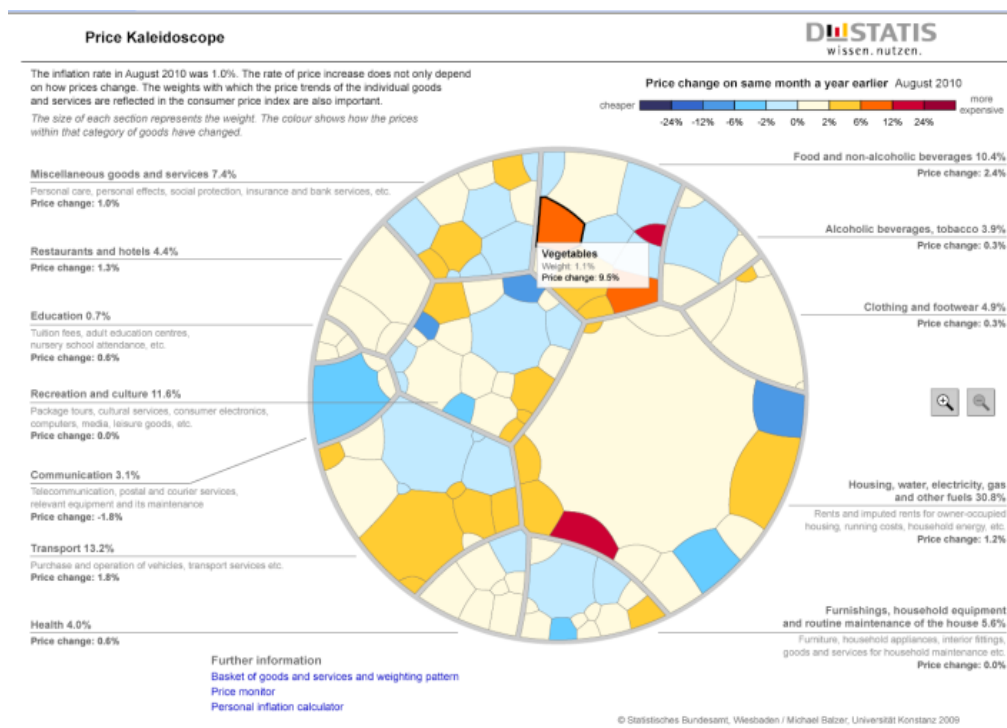 Price Kaleidoscope
DESTATIS
wissen.nutzen.
The inflation rate in August 2010 was 1.0%. The rate of price increase does not only depend
on how prices change. The weights with which the price trends of the individual goods
and services are reflected in the consumer price index are also important.
The size of each section represents the weight. The colour shows how the prices
within that category of goods have changed.
Price change on same month a year earlier August 2010
cheaper
more
expensive
-24% -12% -6% -2% 0% 2% 6% 12% 24%
Miscellaneous goods and services 7.4%
Personal care, personal effects, social protection, insurance and bank services, etc.
Price change: 1.0%
Restaurants and hotels 4.4%
Price change: 1.3%
Education 0.7%
Tuition fees, adult education centres,
nursery school attendance, etc.
Price change: 0.6%
Recreation and culture 11.6%
Package tours, cultural services, consumer electronics,
computers, media, leisure goods, etc.
Price change: 0.0%
Communication 3.1%
Telecommunication, postal and courier services,
relevant equipment and its maintenance
Price change: -1.8%
Transport 13.2%
Purchase and operation of vehicles, transport services etc.
Price change: 1.8%
Health 4.0%
Price change: 0.6%
Vegetables
Weight: 1.1%
Price change: 9.5%
Food and non-alcoholic beverages 10.4%
Price change: 2.4%
Alcoholic beverages, tobacco 3.9%
Price change: 0.3%
Clothing and footwear 4.9%
Price change: 0.3%
Housing, water, electricity, gas
and other fuels 30.8%
Rents and imputed rents for owner-occupied
housing, running costs, household energy, etc.
Price change: 1.2%
Furnishings, household equipment
and routine maintenance of the house 5.6%
Furniture, household appliances, interior fittings,
goods and services for household maintenance etc.
Price change: 0.0%
Further information
Basket of goods and services and weighting pattern
Price monitor
Personal inflation calculator
© Statistisches Bundesamt, Wiesbaden / Michael Balzer, Universität Konstanz 2009